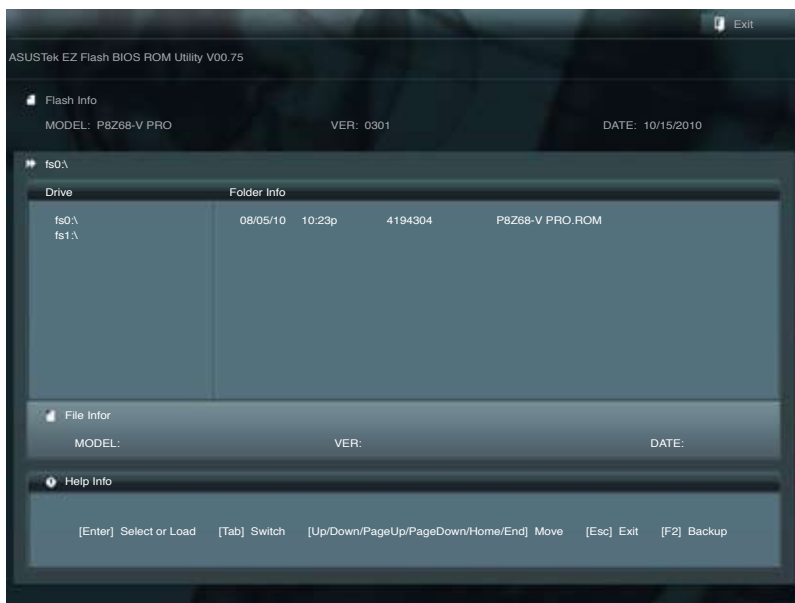 Exit
ASUSTek EZ Flash BIOS ROM Utility V00.75
Flash Info
MODEL: P8Z68-V PRO VER: 0301 DATE: 10/15/2010
fs0:\
Drive Folder Info
fs0:\ 08/05/10 10:23p 4194304 P8Z68-V PRO.ROM
fs1:\
File Infor
MODEL: VER: DATE:
Help Info
[Enter] Select or Load [Tab] Switch [Up/Down/PageUp/PageDown/Home/End] Move [Esc] Exit [F2] Backup